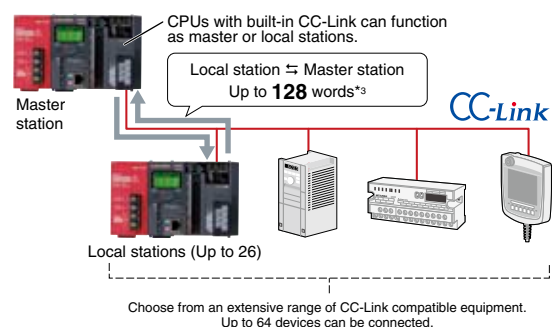 CPUs with built-in CC-Link can function
as master or local stations.
Local station ⇆ Master station
Up to 128 words*3
Master
station
CC-Link
Local stations (Up to 26)
Choose from an extensive range of CC-Link compatible equipment.
Up to 64 devices can be connected.